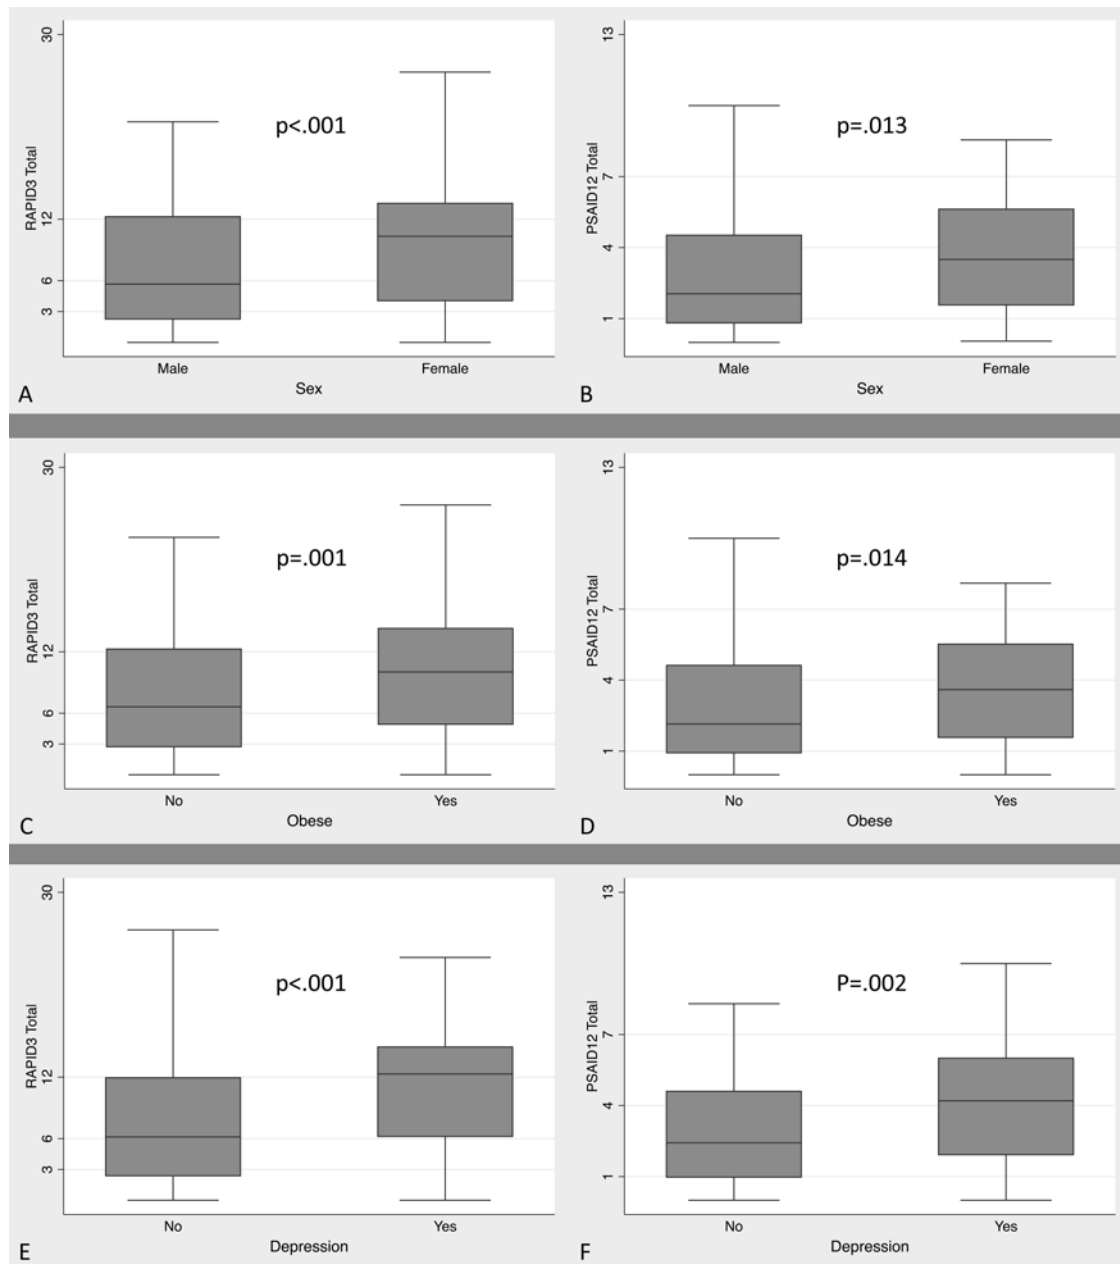 30
12
6
3
RAPID3 Total
p<.001
Male
Female
Sex
A
13
7
4
1
PSAID12 Total
p=.013
Male
Female
Sex
B
30
12
6
3
RAPID3 Total
p=.001
No
Yes
Obese
C
13
7
4
1
PSAID12 Total
p=.014
No
Yes
Obese
D
30
12
6
3
RAPID3 Total
p<.001
No
Yes
Depression
E
13
7
4
1
PSAID12 Total
P=.002
No
Yes
Depression
F